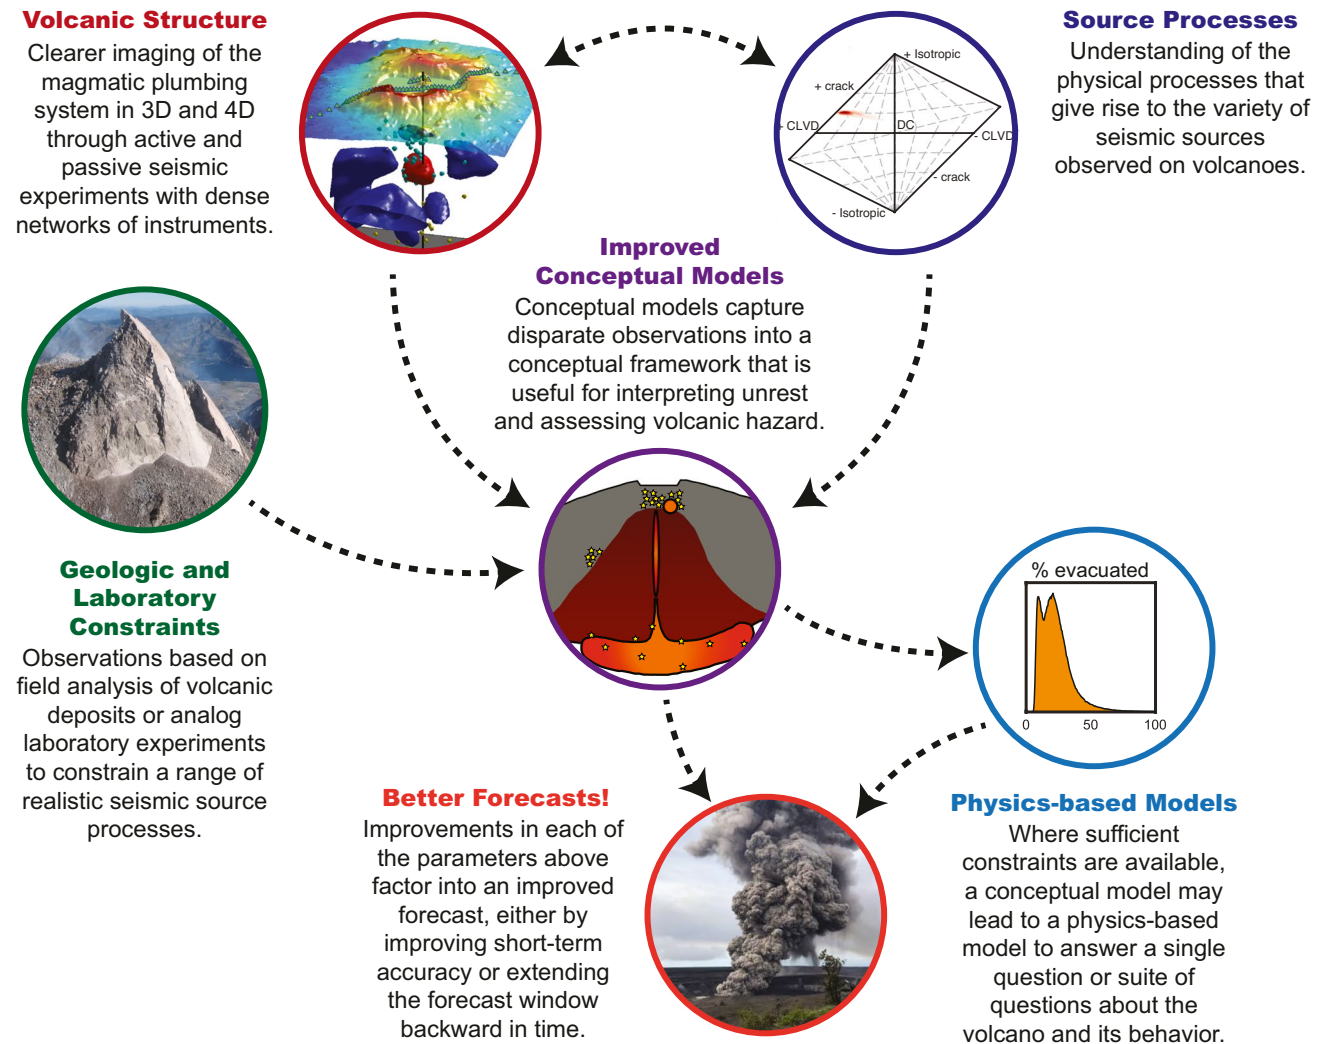 Volcanic Structure
Clearer imaging of the
magmatic plumbing
system in 3D and 4D
through active and
passive seismic
experiments with dense
networks of instruments.
Source Processes
Understanding of the
physical processes that
give rise to the variety of
seismic sources
observed on volcanoes.
+ Isotropic
+ crack
+ CLVD
DC
- CLVD
- crack
- Isotropic
Improved
Conceptual Models
Conceptual models capture
disparate observations into a
conceptual framework that is
useful for interpreting unrest
and assessing volcanic hazard.
Geologic and
Laboratory
Constraints
Observations based on
field analysis of volcanic
deposits or analog
laboratory experiments
to constrain a range of
realistic seismic source
processes.
% evacuated
0 50 100
Better Forecasts!
Improvements in each of
the parameters above
factor into an improved
forecast, either by
improving short-term
accuracy or extending
the forecast window
backward in time.
Physics-based Models
Where sufficient
constraints are available,
a conceptual model may
lead to a physics-based
model to answer a single
question or suite of
questions about the
volcano and its behavior.